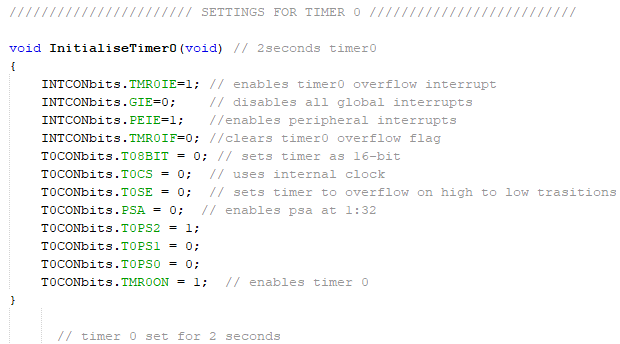 /////////////////////// SETTINGS FOR TIMER 0 //////////////////////////
void InitialiseTimer0(void) // 2seconds timer0
{
INTCONbits.TMR0IE=1; // enables timer0 overflow interrupt
INTCONbits.GIE=0; // disables all global interrupts
INTCONbits.PEIE=1; //enables peripheral interrupts
INTCONbits.TMR0IF=0; //clears timer0 overflow flag
T0CONbits.T08BIT = 0; // sets timer as 16-bit
T0CONbits.T0CS = 0; // uses internal clock
T0CONbits.T0SE = 0; // sets timer to overflow on high to low trasitions
T0CONbits.PSA = 0; // enables psa at 1:32
T0CONbits.T0PS2 = 1;
T0CONbits.T0PS1 = 0;
T0CONbits.T0PS0 = 0;
T0CONbits.TMR0ON = 1; // enables timer 0
}
// timer 0 set for 2 seconds